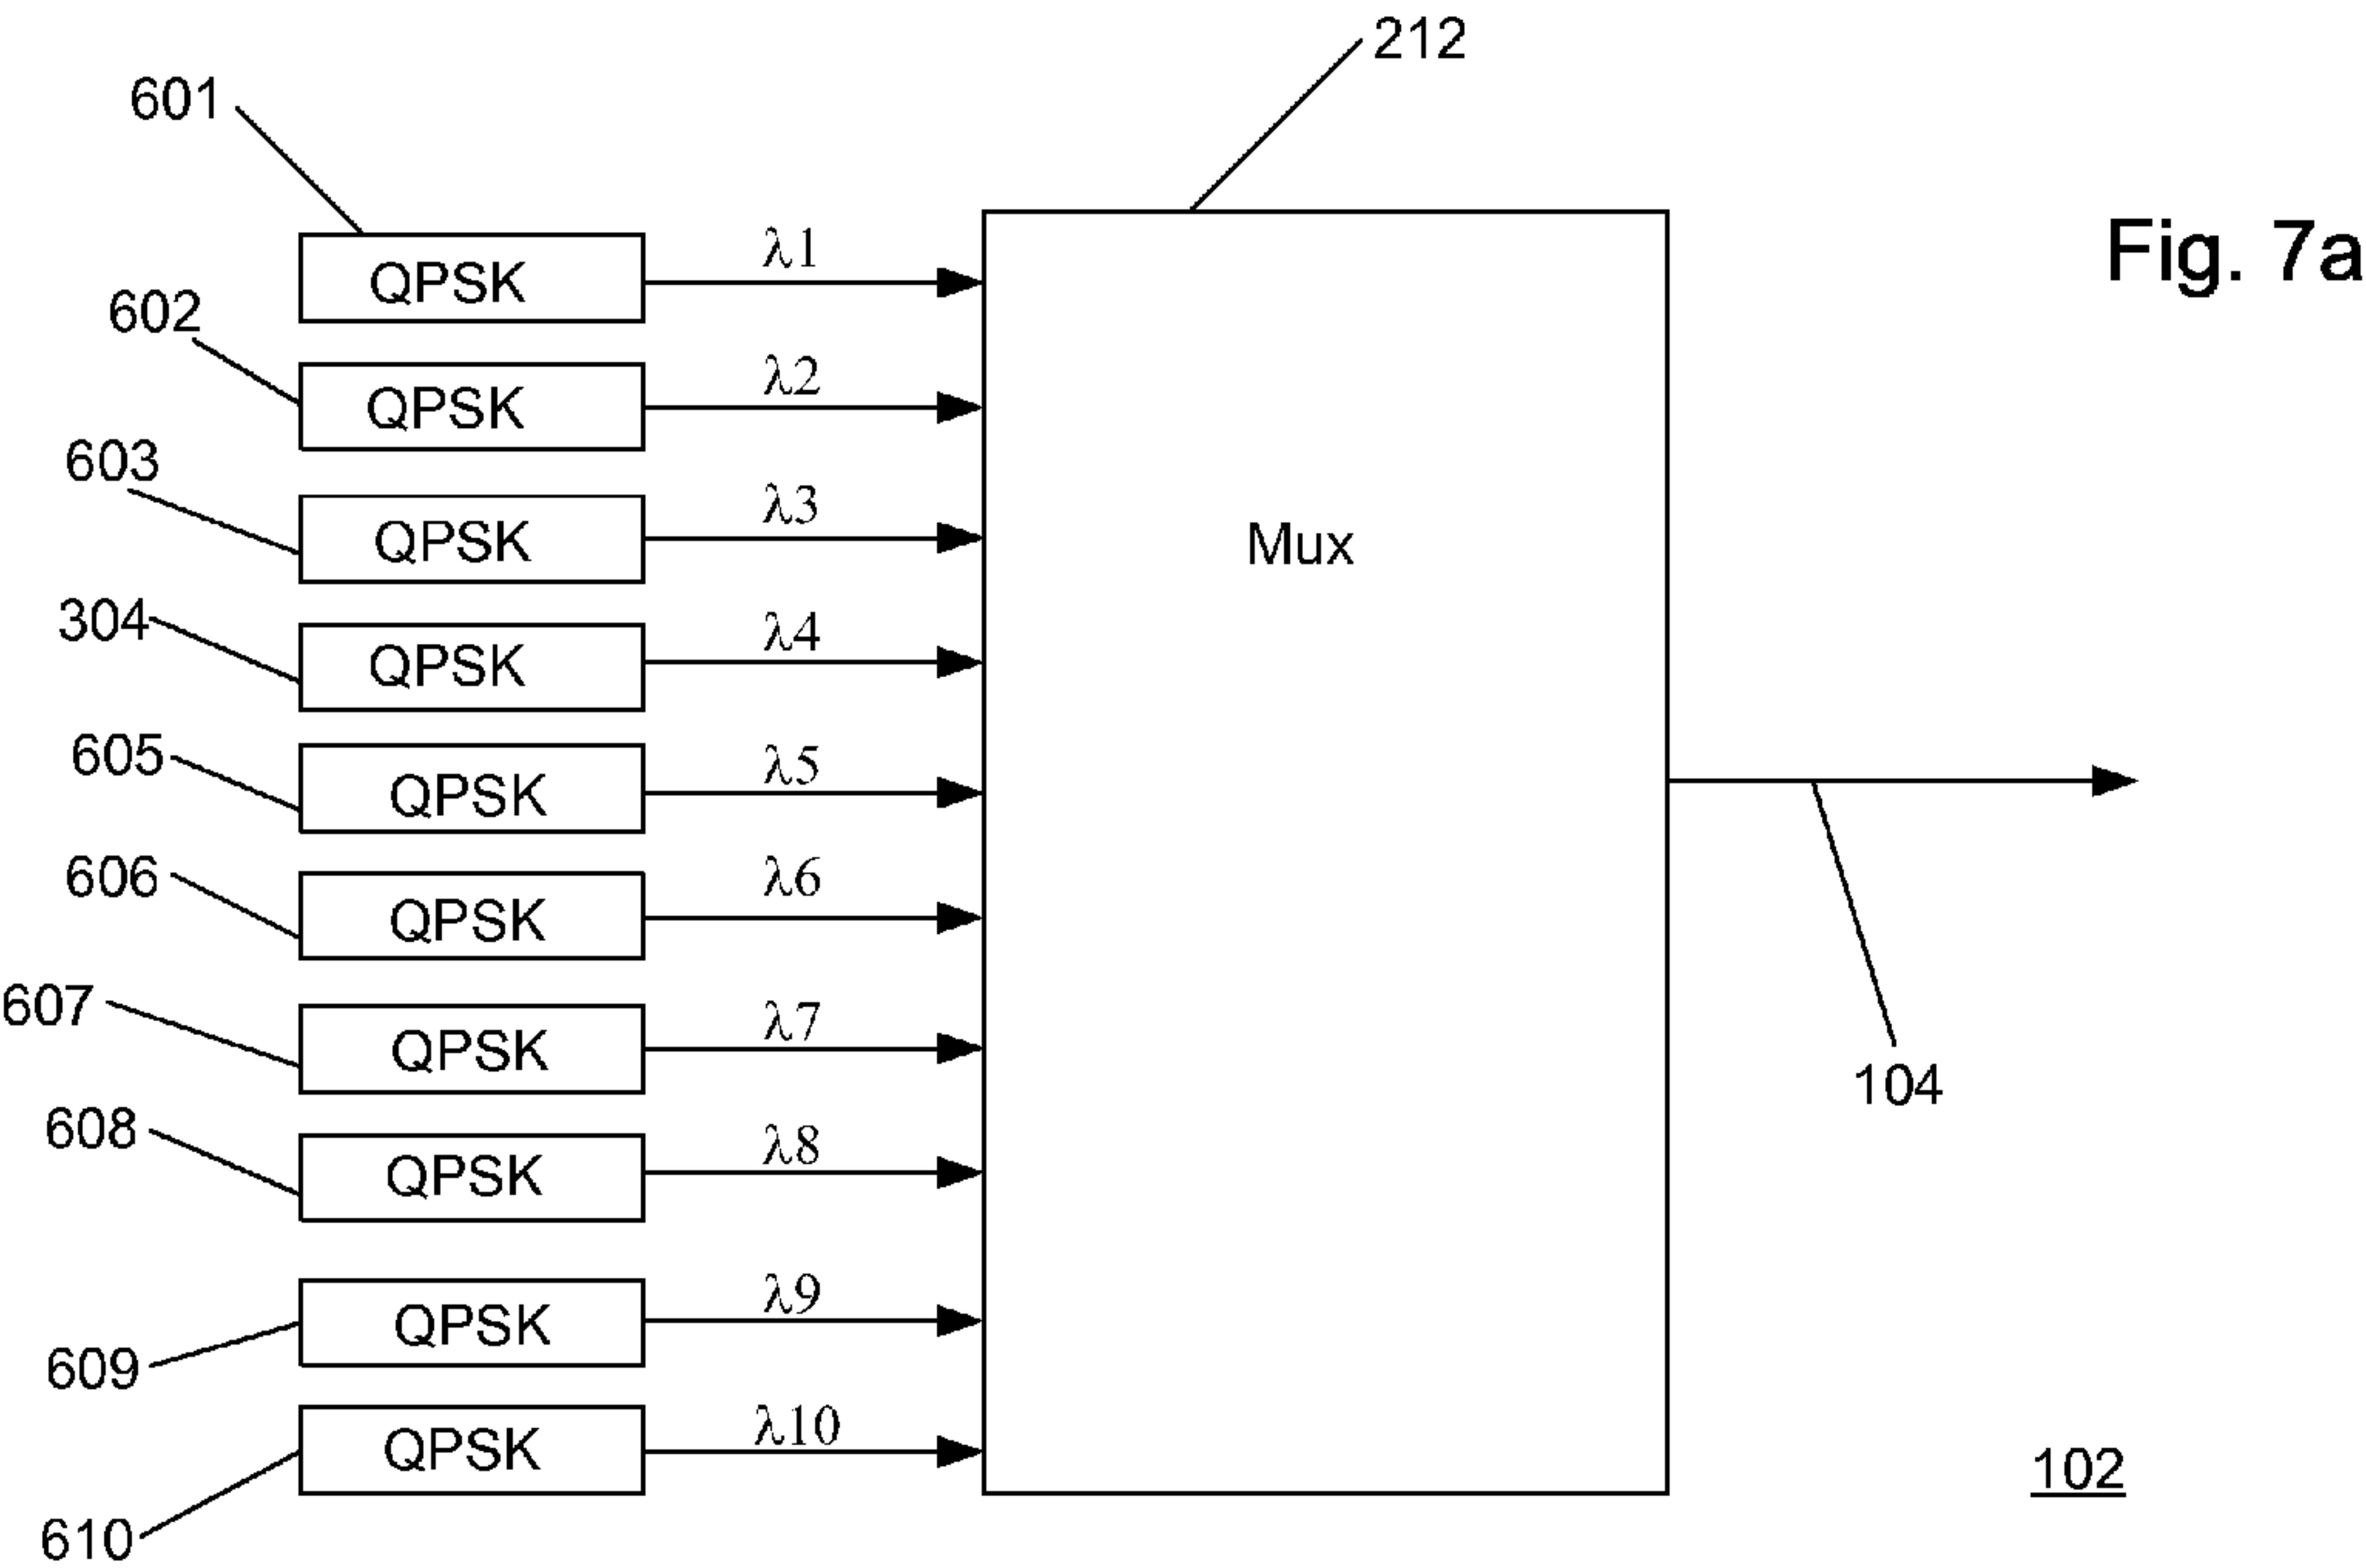 212
601
Fig. 7a
QPSK
λ1
602
QPSK
λ2
603
QPSK
λ3
Mux
304
QPSK
λ4
605
QPSK
λ5
606
QPSK
λ6
607
QPSK
λ7
104
608
QPSK
λ8
609
QPSK
λ9
610
QPSK
λ10
102